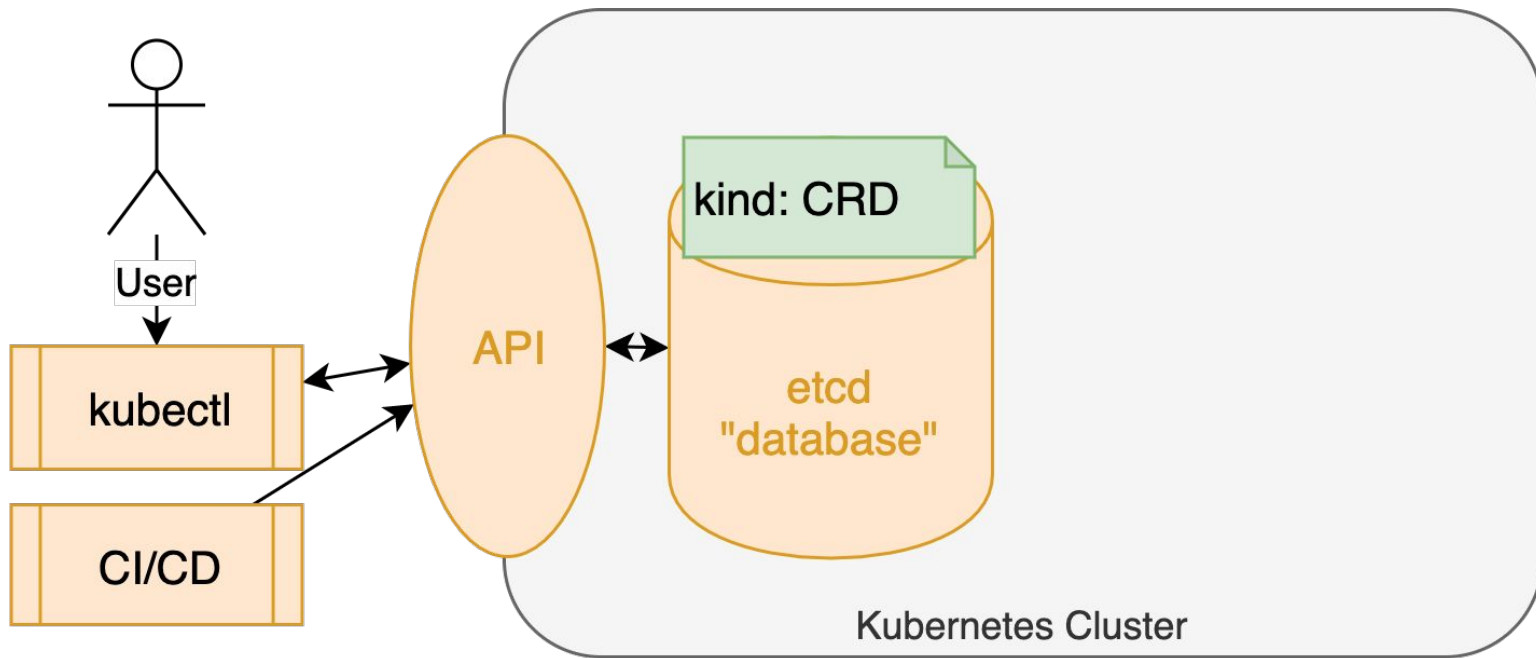 User
kubectl
CI/CD
API
kind: CRD
etcd
"database"
Kubernetes Cluster